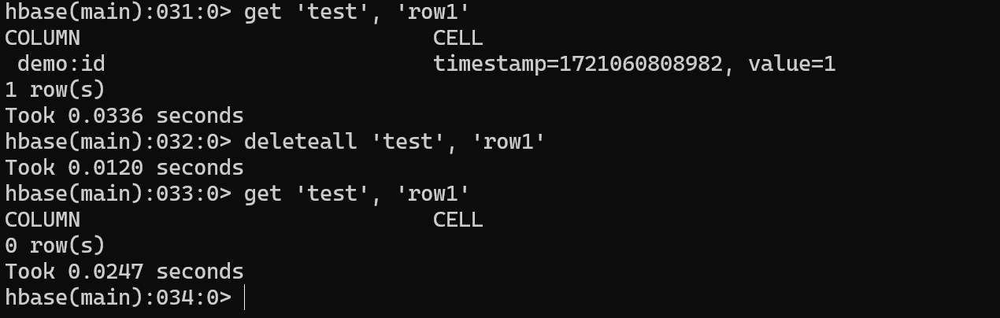 hbase(main):031:0> get 'test', 'row1'
COLUMN CELL
demo:id timestamp=1721060808982, value=1
1 row(s)
Took 0.0336 seconds
hbase(main):032:0> deleteall 'test', 'row1'
Took 0.0120 seconds
hbase(main):033:0> get 'test', 'row1'
COLUMN CELL
0 row(s)
Took 0.0247 seconds
hbase(main):034:0>